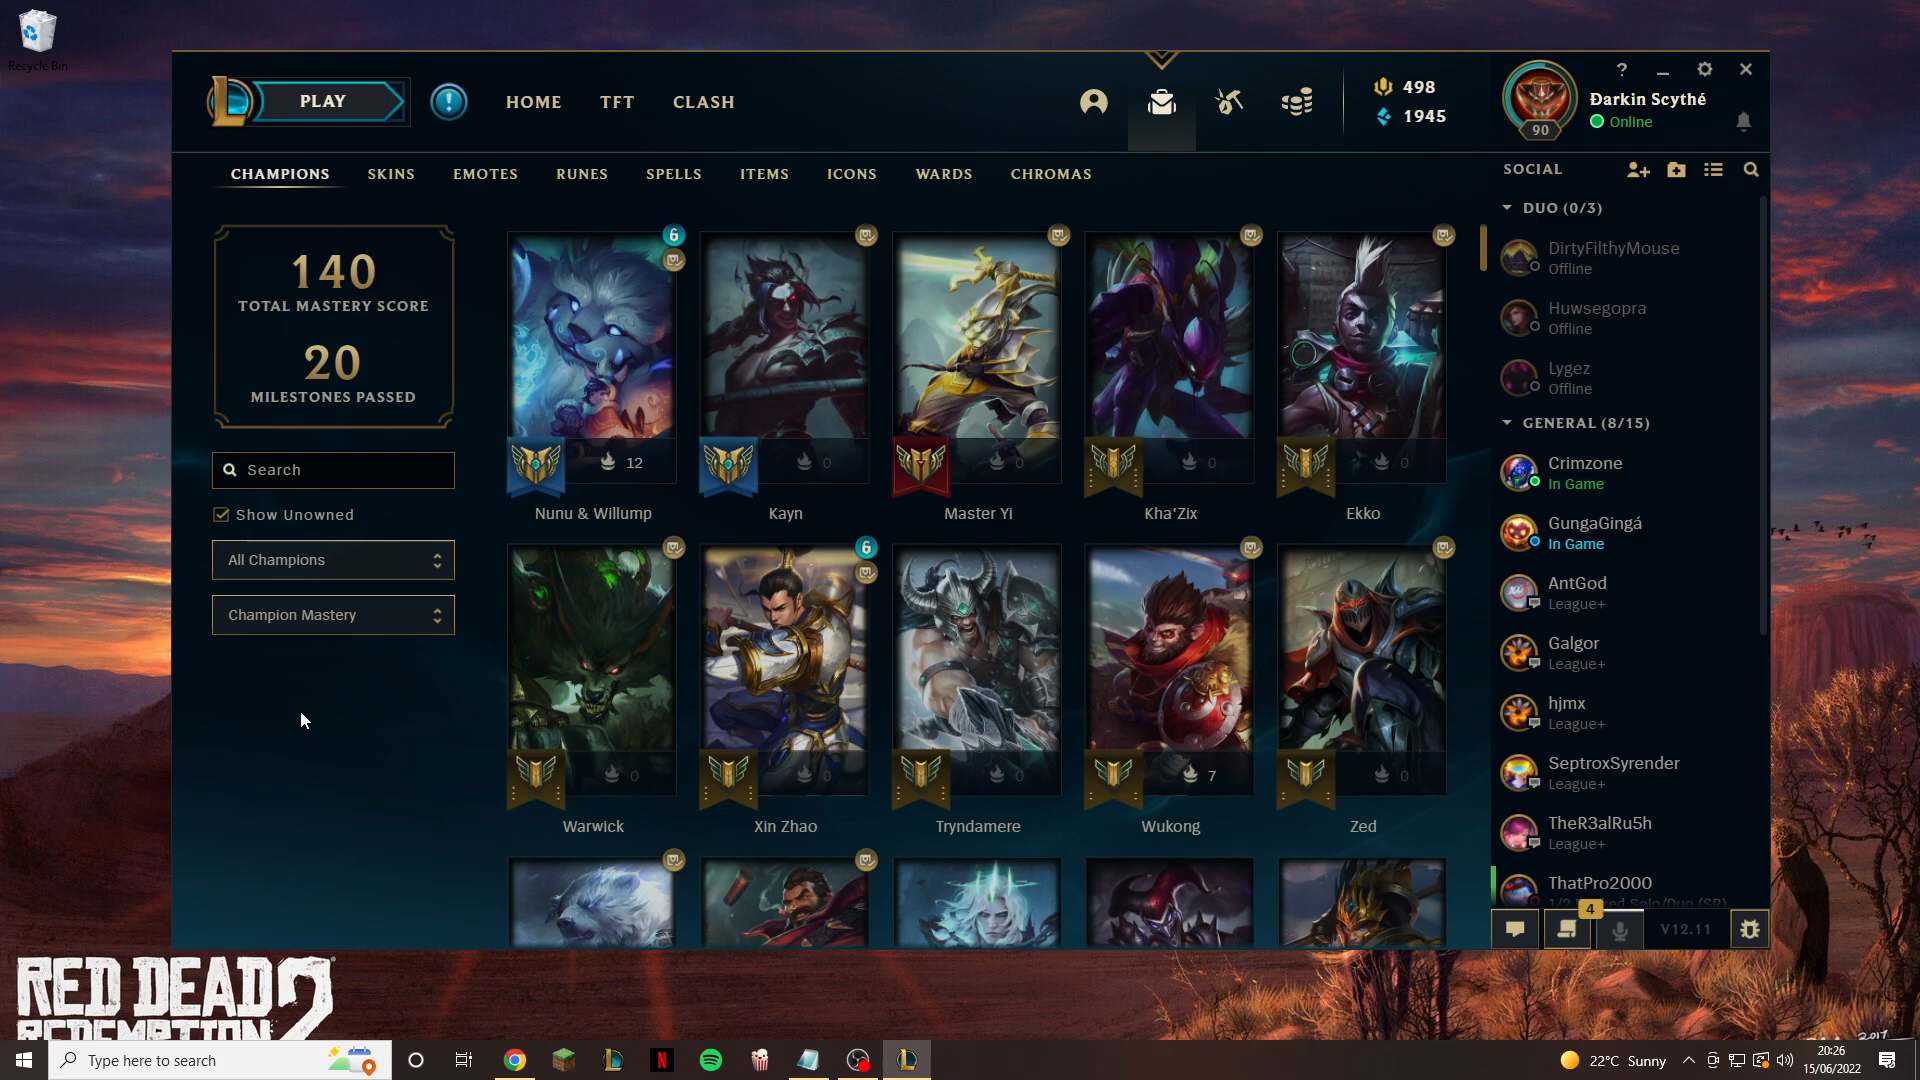 Recycle Bin
PLAY
HOME
TFT
CLASH
498
1945
90
Đarkin Scythé
Online
CHAMPIONS
SKINS
EMOTES
RUNES
SPELLS
ITEMS
ICONS
WARDS
CHROMAS
140
TOTAL MASTERY SCORE
20
MILESTONES PASSED
Search
Show Unowned
All Champions
Champion Mastery
6
12
0
0
0
0
Nunu & Willump
Kayn
Master Yi
Kha'Zix
Ekko
6
0
0
0
7
0
Warwick
Xin Zhao
Tryndamere
Wukong
Zed
SOCIAL
DUO (0/3)
DirtyFilthyMouse
Offline
Huwsegopra
Offline
Lygez
Offline
GENERAL (8/15)
Crimzone
In Game
GungaGingá
In Game
AntGod
League+
Galgor
League+
hjmx
League+
SeptroxSyrender
League+
TheR3alRu5h
League+
ThatPro2000
4
V12.11
RED DEAD
REDEMPTION 2
2017
Type here to search
22°C Sunny
20:26
15/06/2022